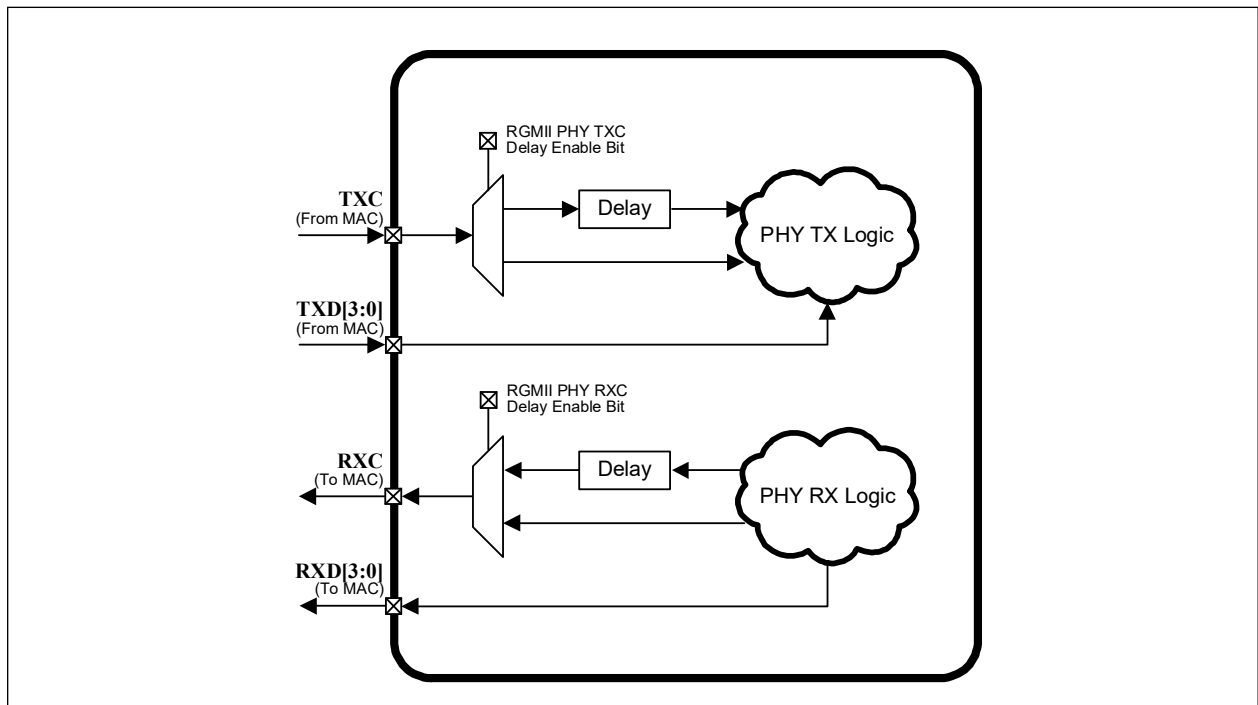 RGMII PHY TXC
Delay Enable Bit
TXC
(From MAC)
Delay
PHY TX Logic
TXD[3:0]
(From MAC)
RGMII PHY RXC
Delay Enable Bit
RXC
(To MAC)
Delay
PHY RX Logic
RXD[3:0]
(To MAC)